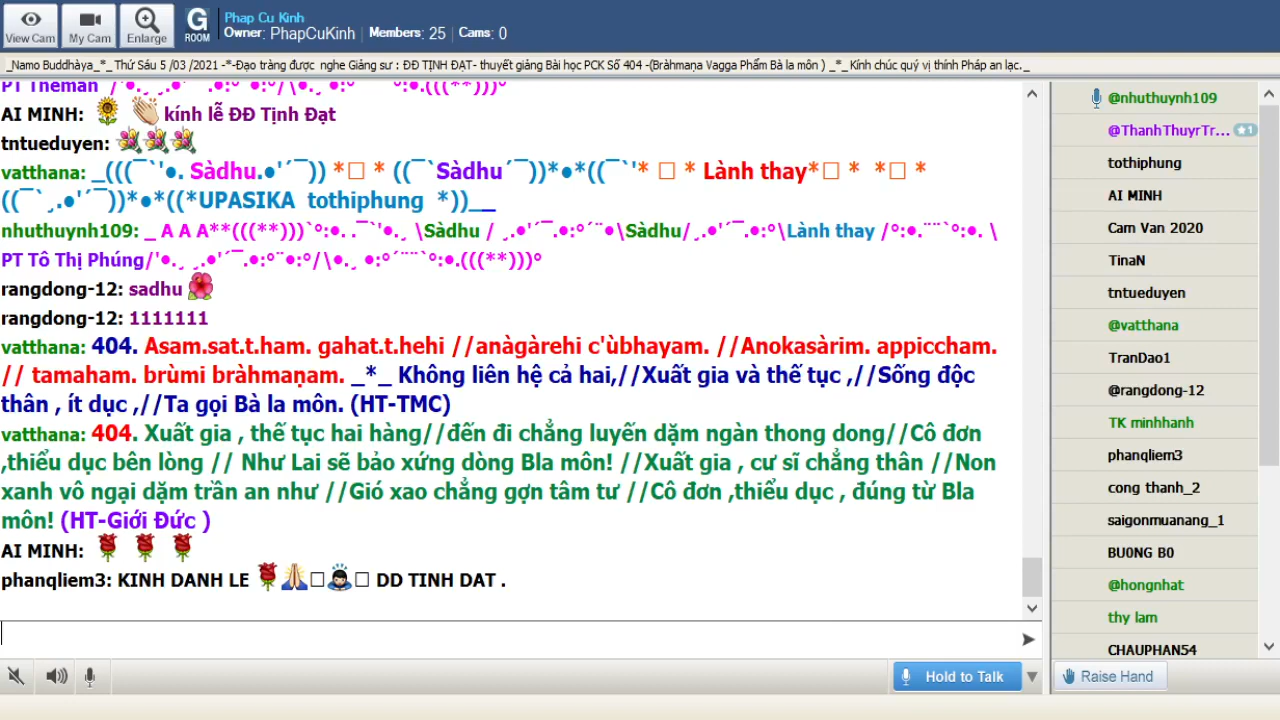 View Cam
My Cam
Enlarge
G
ROOM
Phap Cu Kinh
Owner: PhapCuKinh | Members: 25 | Cams: 0
_Namo Buddhàya_*_ Thứ Sáu 5 /03 /2021 -*-Đạo tràng được nghe Giảng sư : ĐĐ TỊNH ĐẠT- thuyết giảng Bài học PCK Số 404 -(Bràhmaṇa Vagga Phẩm Bà la môn ) _*_ Kính chúc quý vị thính Pháp an lạc._
AI MINH: kính lễ ĐĐ Tịnh Đạt
tntueduyen:
vatthana: _(((¯`'•. Sàdhu.•'´¯)) *□ * ((¯`Sàdhu´¯))*•*((¯`'* □ * Lành thay*□ * *□ *
((¯`¸.•'´¯))*•*((*UPASIKA tothiphung *))__
nhuthuynh109: _ A A A**(((**)))`°:•. .¯`'•.¸ \Sàdhu / ¸.•'´¯.•:°´¨•\Sàdhu/¸.•'´¯.•:°\Lành thay /°:•.¨¨`°:•. \
PT Tô Thị Phúng/'•.¸ ¸.•'´¯.•:°¨•:°/\•.¸ •:°´¨¨`°:•.(((**)))°
rangdong-12: sadhu
rangdong-12: 1111111
vatthana: 404. Asam.sat.t.ham. gahat.t.hehi //anàgàrehi c'ùbhayam. //Anokasàrim. appiccham.
// tamaham. brùmi bràhmaṇam. _*_ Không liên hệ cả hai,//Xuất gia và thế tục ,//Sống độc
thân , ít dục ,//Ta gọi Bà la môn. (HT-TMC)
vatthana: 404. Xuất gia , thế tục hai hàng//đến đi chẳng luyến dặm ngàn thong dong//Cô đơn
,thiểu dục bên lòng // Như Lai sẽ bảo xứng dòng Bla môn! //Xuất gia , cư sĩ chẳng thân //Non
xanh vô ngại dặm trần an như //Gió xao chẳng gợn tâm tư //Cô đơn ,thiểu dục , đúng từ Bla
môn! (HT-Giới Đức )
AI MINH:
phanqliem3: KINH DANH LE □ □ DD TINH DAT .
Hold to Talk
@nhuthuynh109
@ThanhThuyrTr... ★1
tothiphung
AI MINH
Cam Van 2020
TinaN
tntueduyen
@vatthana
TranDao1
@rangdong-12
TK minhhanh
phanqliem3
cong thanh_2
saigonmuanang_1
BU0NG B0
@hongnhat
thy lam
CHAUPHAN54
Raise Hand